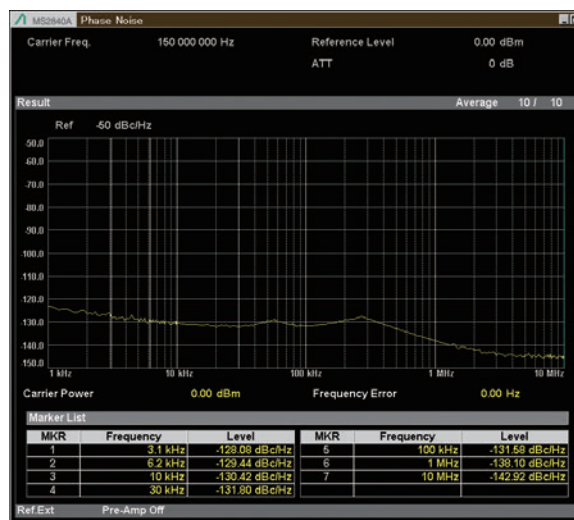 MS2840A Phase Noise
Carrier Freq. 150 000 000 Hz Reference Level 0.00 dBm
ATT 0 dB
Result Average 10 / 10
Ref -50 dBc/Hz
-50.0
-60.0
-70.0
-80.0
-90.0
-100.0
-110.0
-120.0
-130.0
-140.0
150.0
1 kHz 10 kHz 100 kHz 1 MHz 10 MHz
Carrier Power 0.00 dBm Frequency Error 0.00 Hz
Marker List
MKR Frequency Level MKR Frequency Level
1 3.1 kHz -128.08 dBc/Hz 5 100 kHz -131.58 dBc/Hz
2 6.2 kHz -129.44 dBc/Hz 6 1 MHz -138.10 dBc/Hz
3 10 kHz -130.42 dBc/Hz 7 10 MHz -142.92 dBc/Hz
4 30 kHz -131.80 dBc/Hz
Ref.Ext Pre-Amp Off